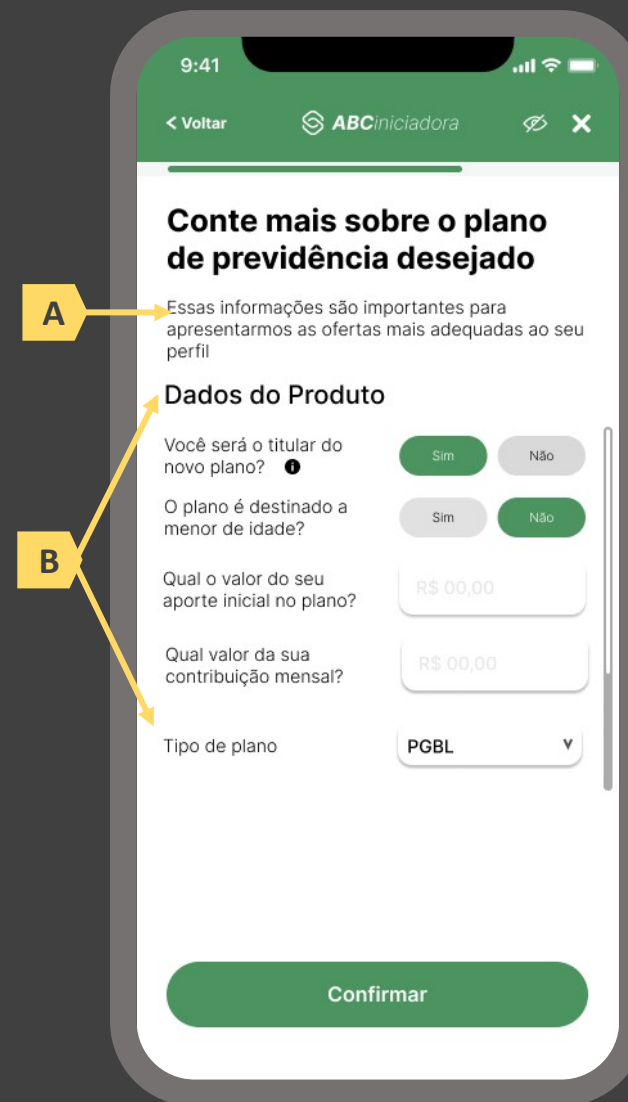 9:41
< Voltar
ABCiniciadora
Conte mais sobre o plano
de previdência desejado
A
Essas informações são importantes para
apresentarmos as ofertas mais adequadas ao seu
perfil
Dados do Produto
Você será o titular do
novo plano?
Sim
Não
O plano é destinado a
menor de idade?
Sim
Não
B
Qual o valor do seu
aporte inicial no plano?
R$ 00,00
Qual valor da sua
contribuição mensal?
R$ 00,00
Tipo de plano
PGBL
Confirmar